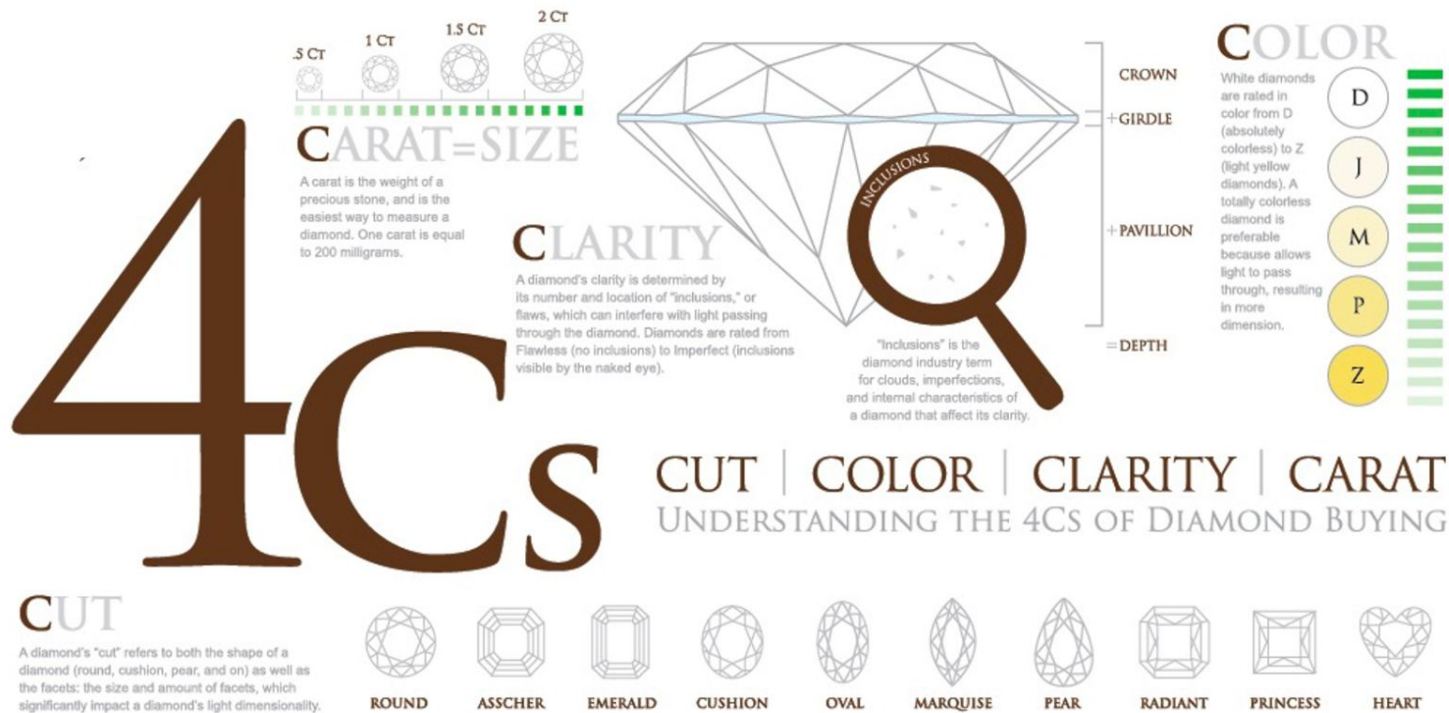 .5 CT
1 CT
1.5 CT
2 CT
CARAT=SIZE
A carat is the weight of a
precious stone, and is the
easiest way to measure a
diamond. One carat is equal
to 200 milligrams.
4Cs
CLARITY
A diamond's clarity is determined by
its number and location of "inclusions," or
flaws, which can interfere with light passing
through the diamond. Diamonds are rated from
Flawless (no inclusions) to Imperfect (inclusions
visible by the naked eye).
INCLUSIONS
"Inclusions" is the
diamond industry term
for clouds, imperfections,
and internal characteristics of
a diamond that affect its clarity.
CROWN
+GIRDLE
+PAVILLION
=DEPTH
COLOR
White diamonds
are rated in
color from D
(absolutely
colorless) to Z
(light yellow
diamonds). A
totally colorless
diamond is
preferable
because allows
light to pass
through, resulting
in more
dimension.
D
J
M
P
Z
CUT | COLOR | CLARITY | CARAT
UNDERSTANDING THE 4CS OF DIAMOND BUYING
CUT
A diamond's "cut" refers to both the shape of a
diamond (round, cushion, pear, and on) as well as
the facets: the size and amount of facets, which
significantly impact a diamond's light dimensionality.
ROUND
ASSCHER
EMERALD
CUSHION
OVAL
MARQUISE
PEAR
RADIANT
PRINCESS
HEART